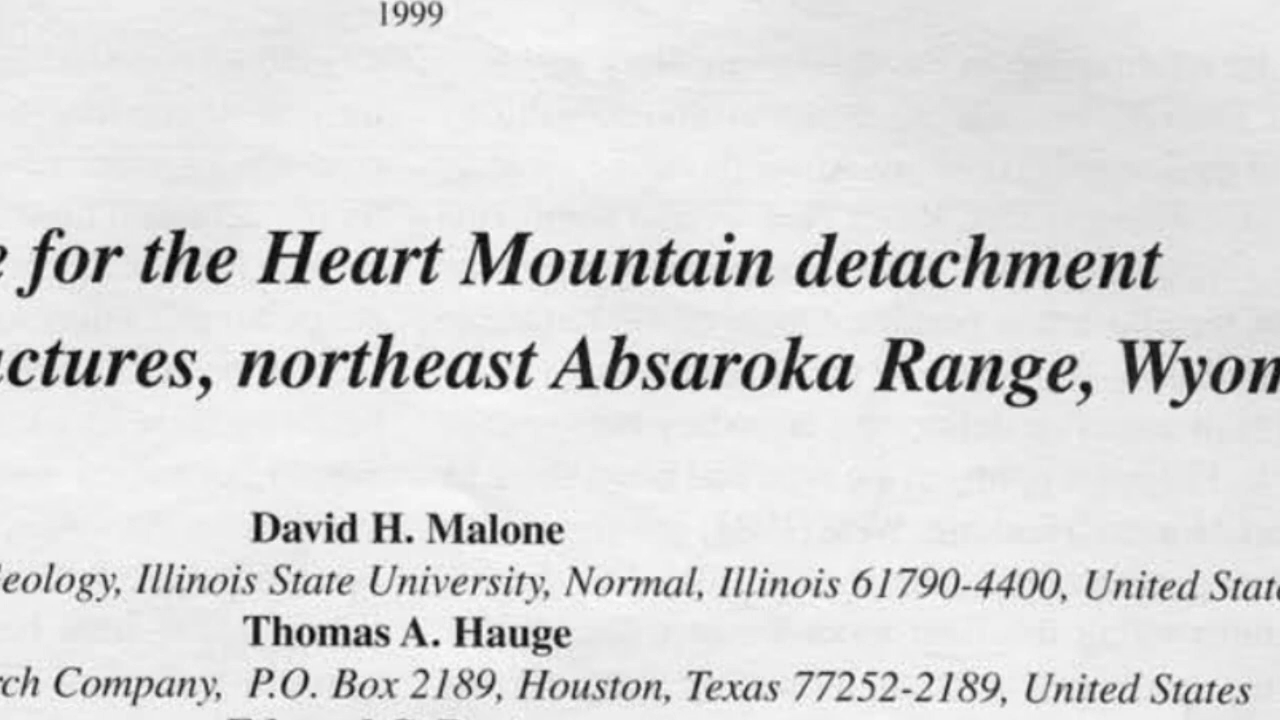 1999
e for the Heart Mountain detachment
ctures, northeast Absaroka Range, Wyom
David H. Malone
eology, Illinois State University, Normal, Illinois 61790-4400, United State
Thomas A. Hauge
rch Company, P.O. Box 2189, Houston, Texas 77252-2189, United States